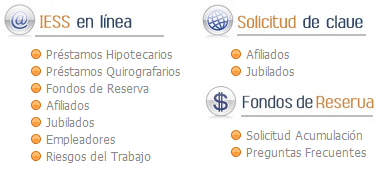 IESS en línea
Préstamos Hipotecarios
Préstamos Quirografarios
Fondos de Reserva
Afiliados
Jubilados
Empleadores
Riesgos del Trabajo
Solicitud de clave
Afiliados
Jubilados
Fondos de Reserva
Solicitud Acumulación
Preguntas Frecuentes